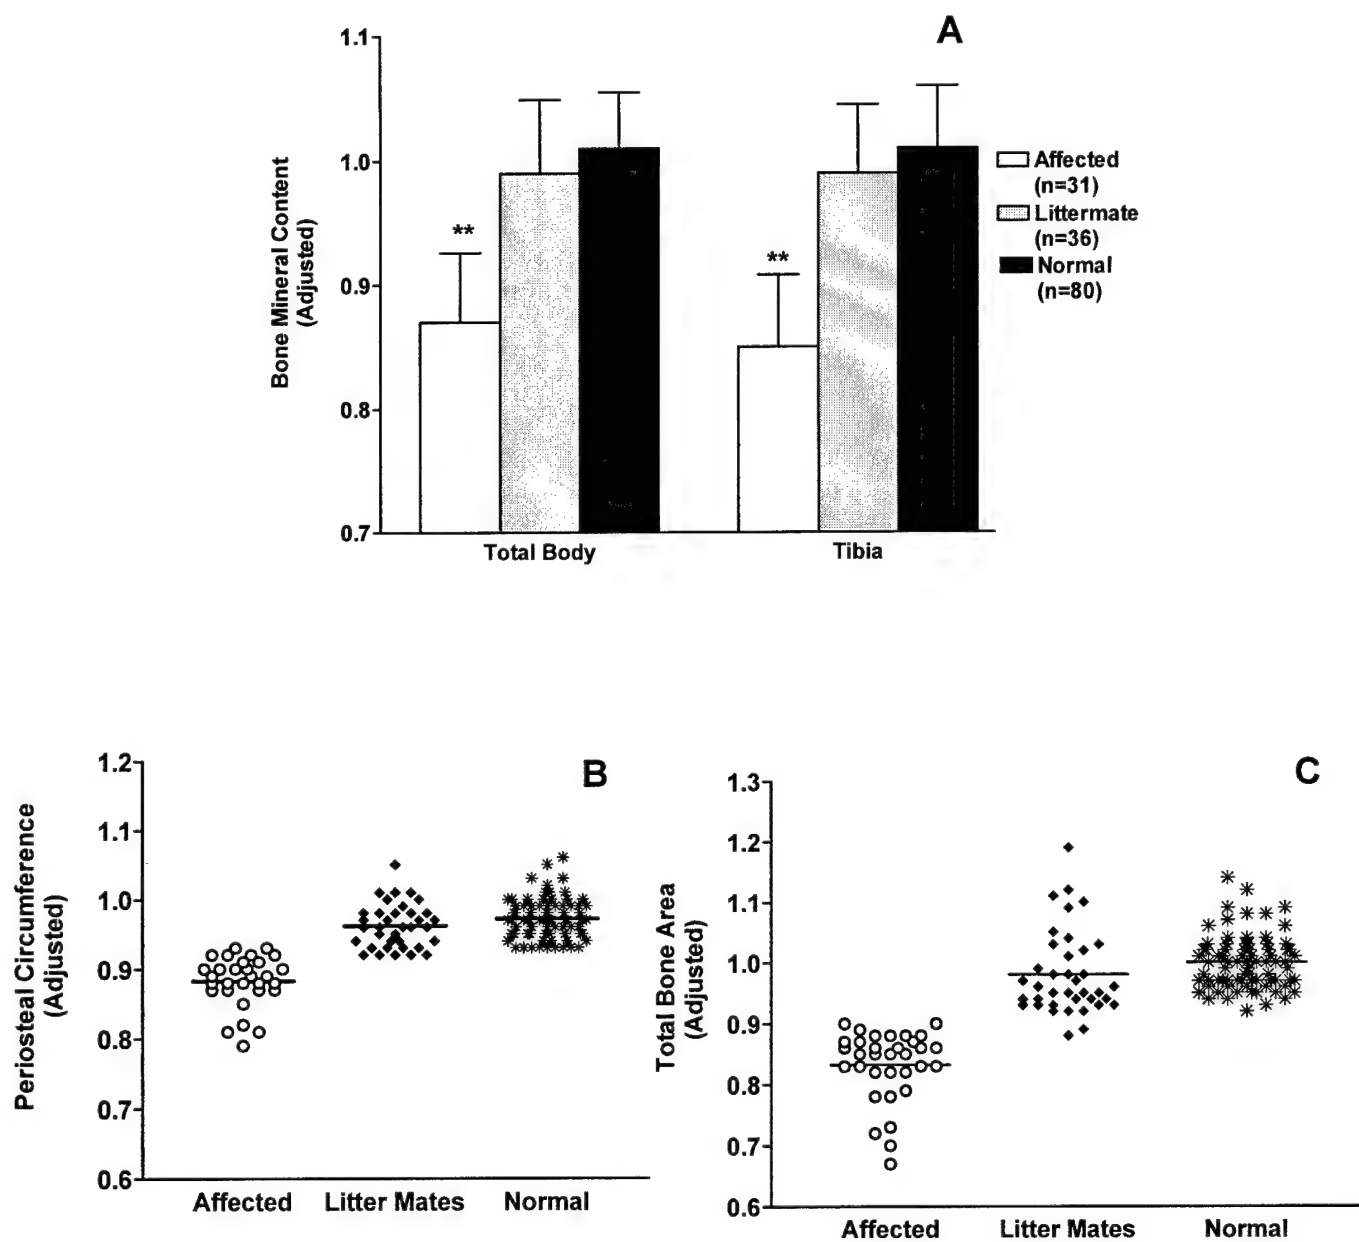 A
1.1
1.0
0.9
0.8
0.7
Bone Mineral Content
(Adjusted)
**
**
Total Body
Tibia
Affected
(n=31)
Littermate
(n=36)
Normal
(n=80)
B
1.2
1.1
1.0
0.9
0.8
0.7
0.6
Periosteal Circumference
(Adjusted)
Affected
Litter Mates
Normal
C
1.3
1.2
1.1
1.0
0.9
0.8
0.7
0.6
Total Bone Area
(Adjusted)
Affected
Litter Mates
Normal